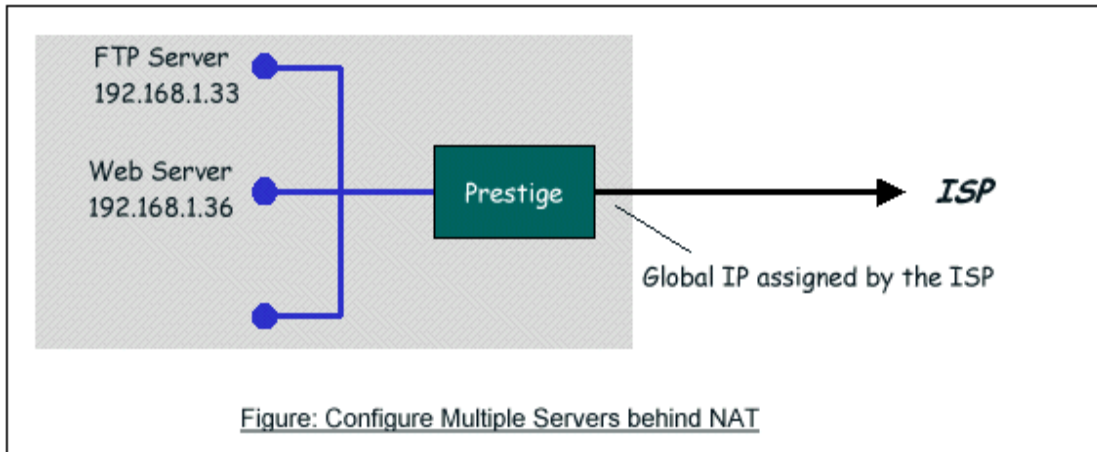 FTP Server
192.168.1.33
Web Server
192.168.1.36
Prestige
ISP
Global IP assigned by the ISP
Figure: Configure Multiple Servers behind NAT